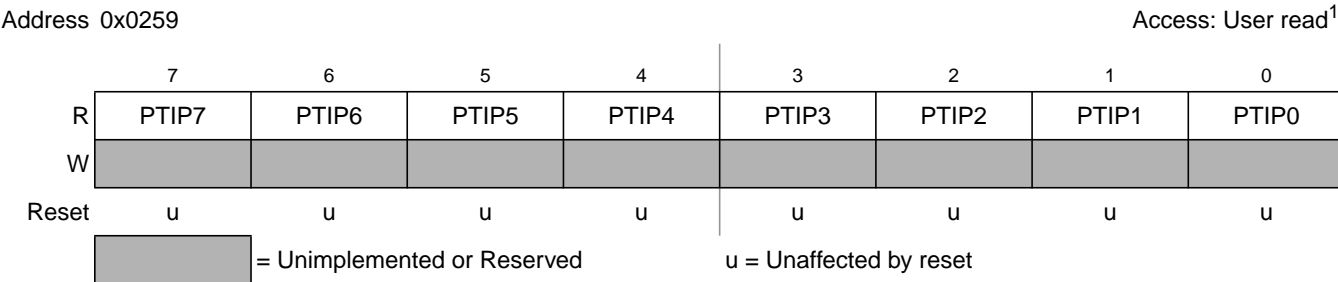 Address 0x0259 Access: User read1
7 6 5 4 3 2 1 0
R PTIP7 PTIP6 PTIP5 PTIP4 PTIP3 PTIP2 PTIP1 PTIP0
W
Reset u u u u u u u u
= Unimplemented or Reserved u = Unaffected by reset